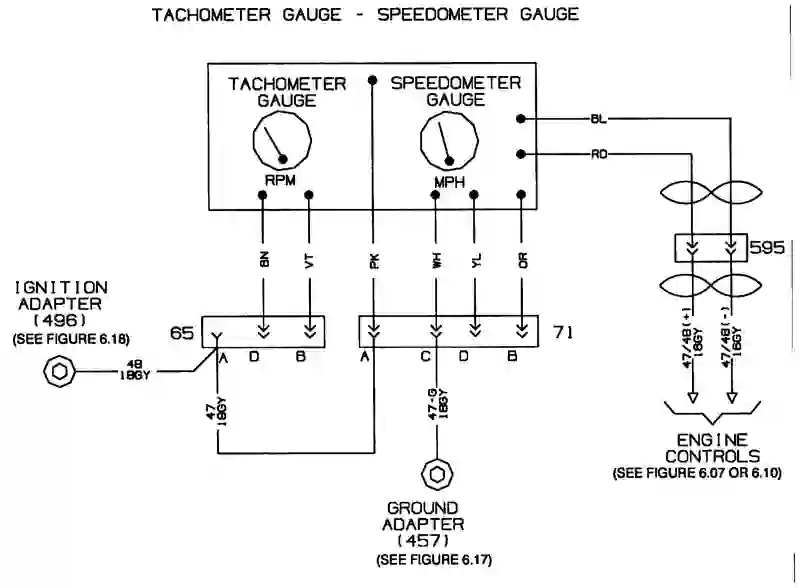 TACHOMETER GAUGE - SPEEDOMETER GAUGE
TACHOMETER
GAUGE
SPEEDOMETER
GAUGE
RPM
MPH
BL
RD
BN
VT
PK
WH
YL
OR
595
IGNITION
ADAPTER
(496)
(SEE FIGURE 6.18)
65
71
A
D
B
A
C
D
B
48
18GY
47
18GY
47-G
18GY
47/48(+)
18GY
47/48(-)
16GY
ENGINE
CONTROLS
(SEE FIGURE 6.07 OR 6.10)
GROUND
ADAPTER
(457)
(SEE FIGURE 6.17)